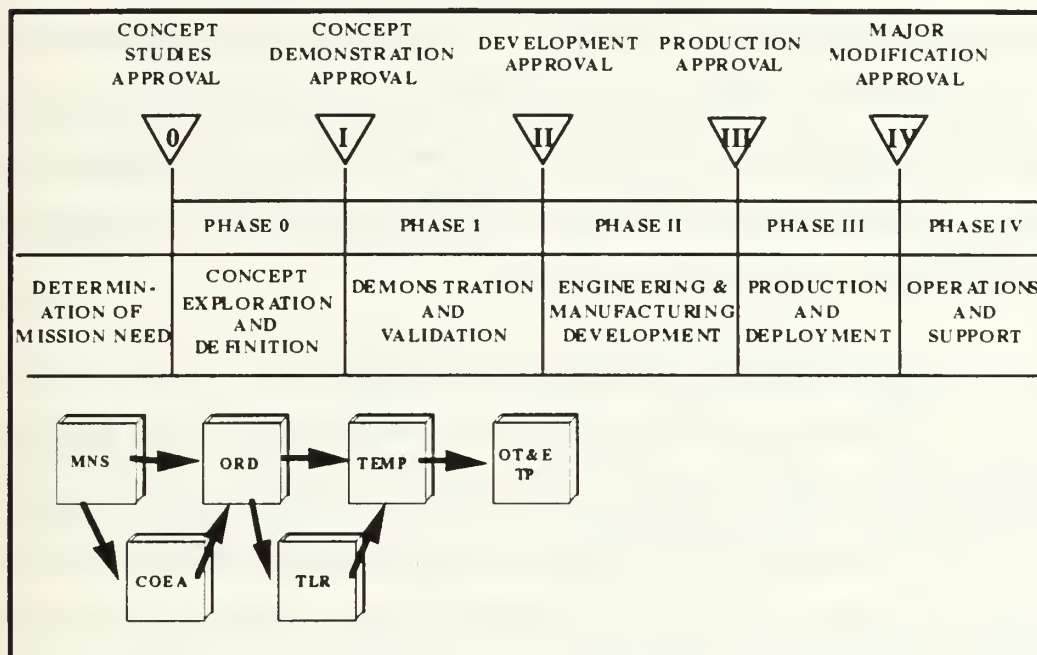 CONCEPT
STUDIES
APPROVAL
CONCEPT
DEMONSTRATION
APPROVAL
DEVELOPMENT
APPROVAL
PRODUCTION
APPROVAL
MAJOR
MODIFICATION
APPROVAL
0
I
II
III
IV
PHASE 0
PHASE 1
PHASE II
PHASE III
PHASE IV
DETERMIN-
ATION OF
MISSION NEED
CONCEPT
EXPLORATION
AND
DEFINITION
DEMONSTRATION
AND
VALIDATION
ENGINEERING &
MANUFACTURING
DEVELOPMENT
PRODUCTION
AND
DEPLOYMENT
OPERATIONS
AND
SUPPORT
MNS
ORD
TEMP
OT&E
TP
COEA
TLR